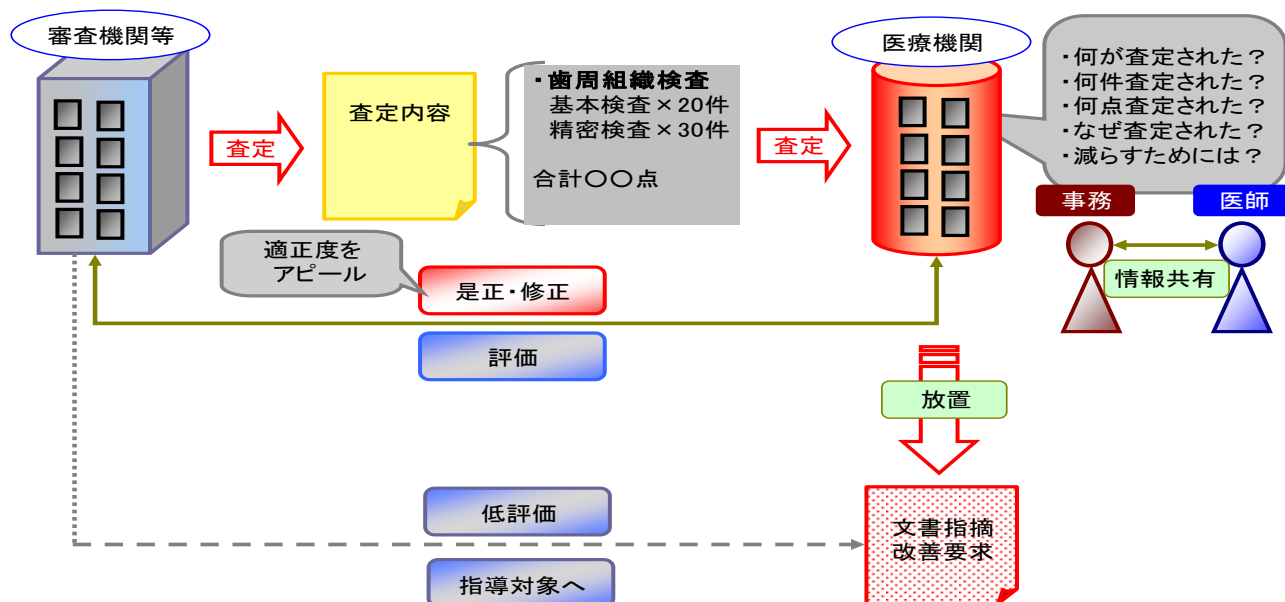 審査機関等
医療機関
・何が査定された？
・何件査定された？
・何点査定された？
・なぜ査定された？
・減らすためには？
査定
査定内容
・歯周組織検査
基本検査×20件
精密検査×30件
合計〇〇点
査定
事務
医師
情報共有
適正度を
アピール
是正・修正
評価
放置
低評価
指導対象へ
文書指摘
改善要求